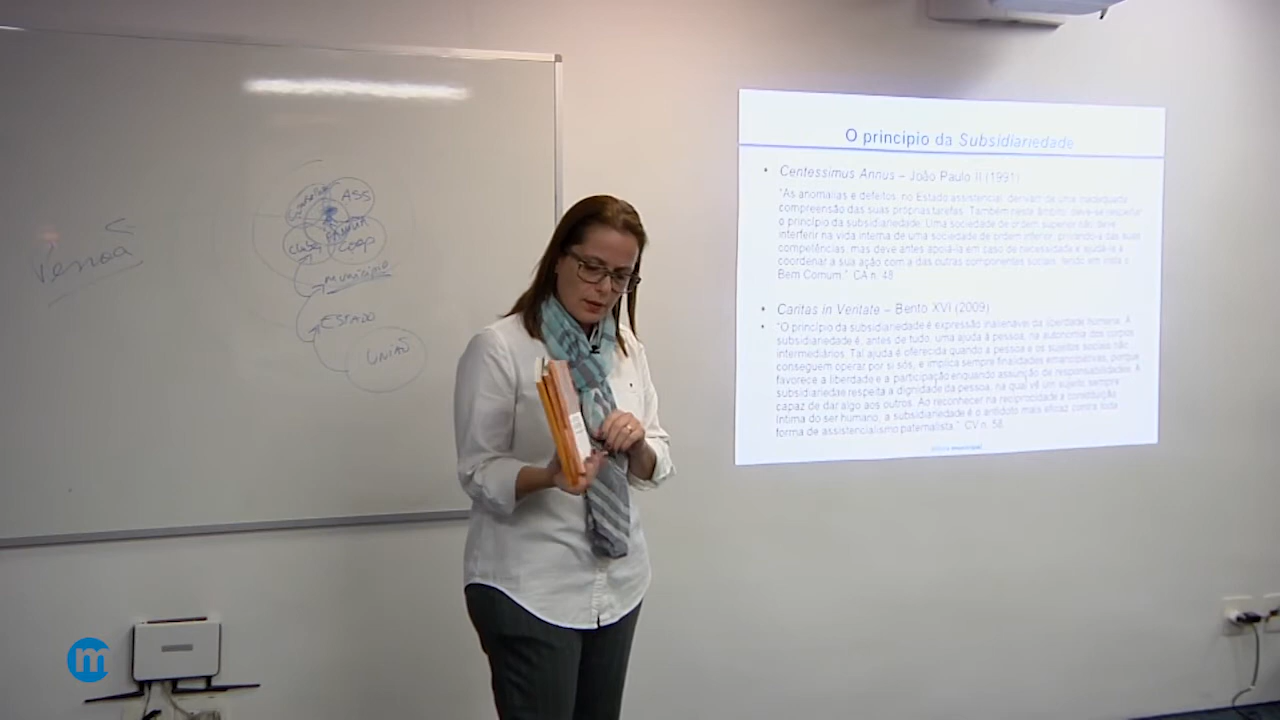 Pessoa
ASS
Clube
COOP
município
ESTADO
UNIÃO
O princípio da Subsidiariedade
• Centessimus Annus – João Paulo II (1991)
"As anomalias e defeitos, no Estado assistencial, derivam de uma inadequada
compreensão das suas próprias tarefas. Também neste âmbito, deve-se respeitar
o princípio da subsidiariedade. Uma sociedade de ordem superior não deve
interferir na vida interna de uma sociedade de ordem inferior, privando-a das suas
competências, mas deve antes apoiá-la em caso de necessidade e ajudá-la a
coordenar a sua ação com a das outras componentes sociais, tendo em vista o
Bem Comum." CA n. 48
• Caritas in Veritate – Bento XVI (2009)
• "O princípio da subsidiariedade é expressão inalienável da liberdade humana. A
subsidiariedade é, antes de tudo, uma ajuda à pessoa, na autonomia dos corpos
intermediários. Tal ajuda é oferecida quando a pessoa e os sujeitos sociais não
conseguem operar por si sós, e implica sempre finalidades emancipativas, porque
favorece a liberdade e a participação enquanto assunção de responsabilidades. A
subsidiariedade respeita a dignidade da pessoa, na qual vê um sujeito sempre
capaz de dar algo aos outros. Ao reconhecer na reciprocidade a constituição
íntima do ser humano, a subsidiariedade é o antídoto mais eficaz contra toda
forma de assistencialismo paternalista." CV n. 58
oficina municipal
m